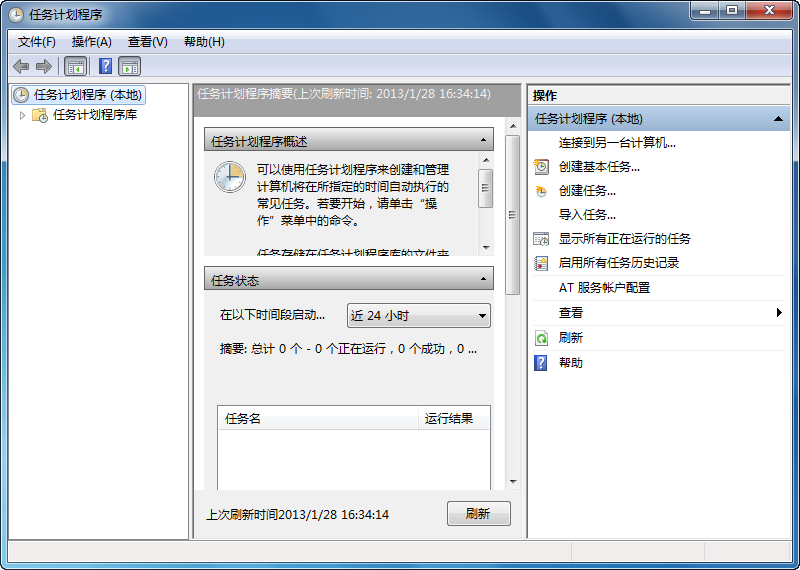 任务计划程序
文件(F) 操作(A) 查看(V) 帮助(H)
任务计划程序 (本地)
任务计划程序库
任务计划程序摘要(上次刷新时间: 2013/1/28 16:34:14)
任务计划程序概述
可以使用任务计划程序来创建和管理
计算机将在所指定的时间自动执行的
常见任务。若要开始，请单击“操
作”菜单中的命令。
任务存储在任务计划程序库的文件夹
任务状态
在以下时间段启动... 近 24 小时
摘要: 总计 0 个 - 0 个正在运行，0 个成功，0 ...
任务名 运行结果
上次刷新时间2013/1/28 16:34:14 刷新
操作
任务计划程序 (本地)
连接到另一台计算机...
创建基本任务...
创建任务...
导入任务...
显示所有正在运行的任务
启用所有任务历史记录
AT 服务帐户配置
查看
刷新
帮助